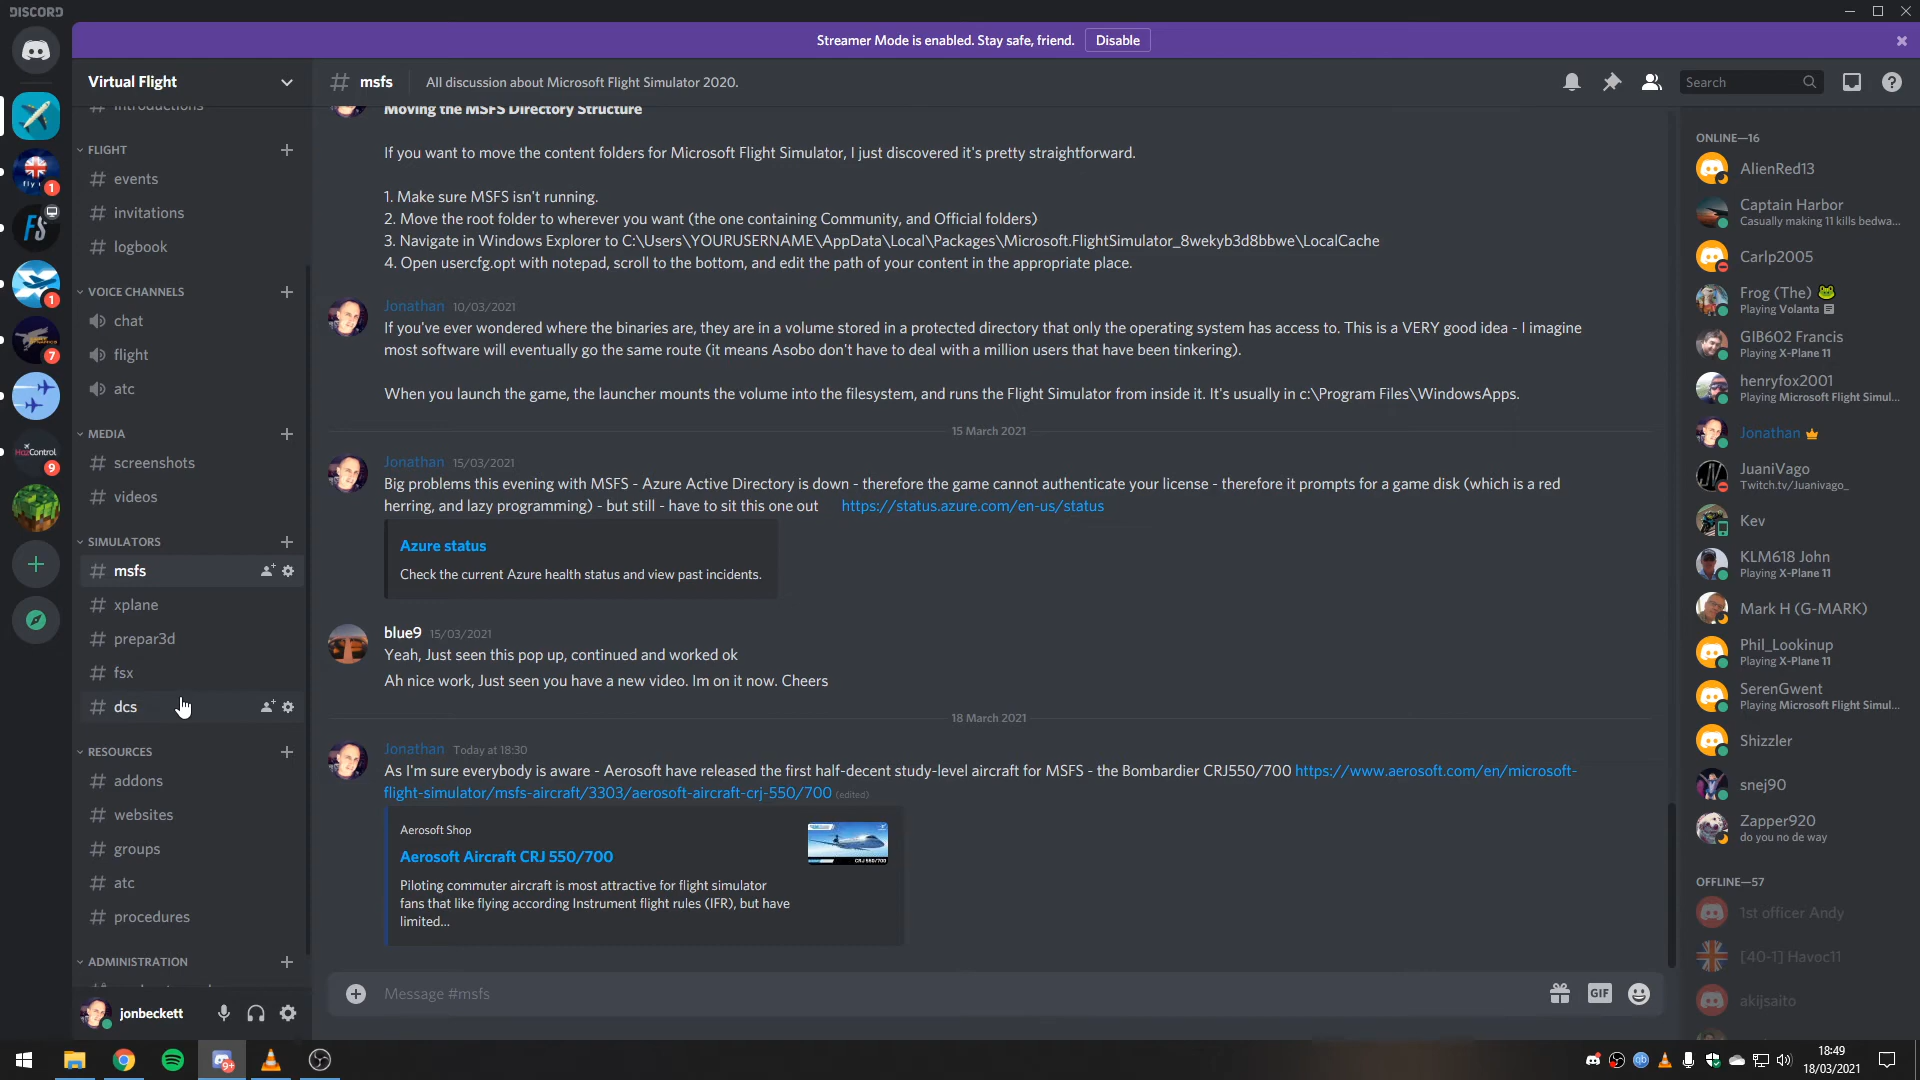 DISCORD
Streamer Mode is enabled. Stay safe, friend.
Disable
Virtual Flight
introductions
FLIGHT
events
invitations
logbook
VOICE CHANNELS
chat
flight
atc
MEDIA
screenshots
videos
SIMULATORS
msfs
xplane
prepar3d
fsx
dcs
RESOURCES
addons
websites
groups
atc
procedures
ADMINISTRATION
jonbeckett
1
1
7
9
msfs
All discussion about Microsoft Flight Simulator 2020.
Search
Moving the MSFS Directory Structure
If you want to move the content folders for Microsoft Flight Simulator, I just discovered it's pretty straightforward.
1. Make sure MSFS isn't running.
2. Move the root folder to wherever you want (the one containing Community, and Official folders)
3. Navigate in Windows Explorer to C:\Users\YOURUSERNAME\AppData\Local\Packages\Microsoft.FlightSimulator_8wekyb3d8bbwe\LocalCache
4. Open usercfg.opt with notepad, scroll to the bottom, and edit the path of your content in the appropriate place.
Jonathan 10/03/2021
If you've ever wondered where the binaries are, they are in a volume stored in a protected directory that only the operating system has access to. This is a VERY good idea - I imagine
most software will eventually go the same route (it means Asobo don't have to deal with a million users that have been tinkering).
When you launch the game, the launcher mounts the volume into the filesystem, and runs the Flight Simulator from inside it. It's usually in c:\Program Files\WindowsApps.
15 March 2021
Jonathan 15/03/2021
Big problems this evening with MSFS - Azure Active Directory is down - therefore the game cannot authenticate your license - therefore it prompts for a game disk (which is a red
herring, and lazy programming) - but still - have to sit this one out https://status.azure.com/en-us/status
Azure status
Check the current Azure health status and view past incidents.
blue9 15/03/2021
Yeah, Just seen this pop up, continued and worked ok
Ah nice work, Just seen you have a new video. Im on it now. Cheers
18 March 2021
Jonathan Today at 18:30
As I'm sure everybody is aware - Aerosoft have released the first half-decent study-level aircraft for MSFS - the Bombardier CRJ550/700 https://www.aerosoft.com/en/microsoft-
flight-simulator/msfs-aircraft/3303/aerosoft-aircraft-crj-550/700 (edited)
Aerosoft Shop
Aerosoft Aircraft CRJ 550/700
Piloting commuter aircraft is most attractive for flight simulator
fans that like flying according Instrument flight rules (IFR), but have
limited...
Message #msfs
GIF
ONLINE—16
AlienRed13
Captain Harbor
Casually making 11 kills bedwa...
Carlp2005
Frog (The) 🐸
Playing Volanta
GIB602 Francis
Playing X-Plane 11
henryfox2001
Playing Microsoft Flight Simul...
Jonathan
JuaniVago
Twitch.tv/Juanivago_
Kev
KLM618 John
Playing X-Plane 11
Mark H (G-MARK)
Phil_Lookinup
Playing X-Plane 11
SerenGwent
Playing Microsoft Flight Simul...
Shizzler
snej90
Zapper920
do you no de way
OFFLINE—57
1st officer Andy
[40-1] Havoc11
akijsaito
9+
18:49
18/03/2021